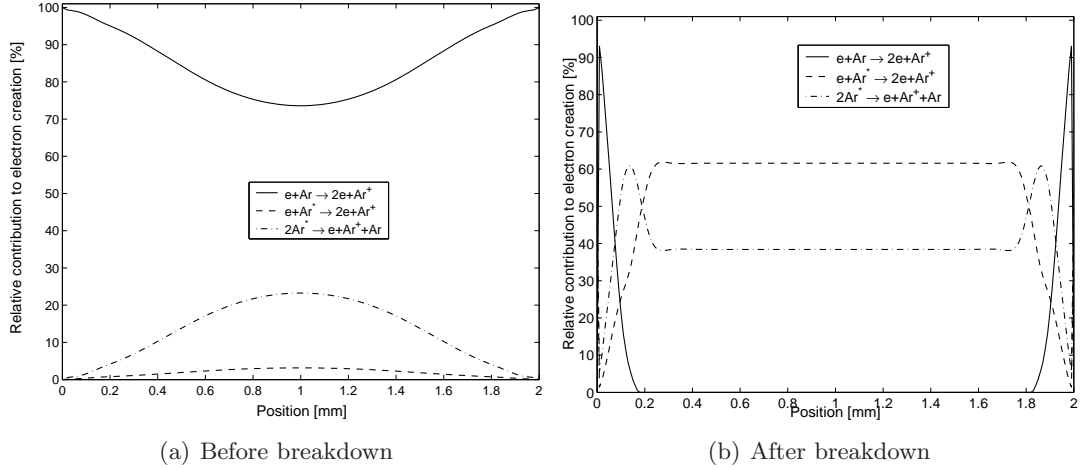 Relative contribution to electron creation [%]
100
90
80
70
60
50
40
30
20
10
0
e+Ar → 2e+Ar⁺
e+Ar* → 2e+Ar⁺
2Ar* → e+Ar⁺+Ar
0 0.2 0.4 0.6 0.8 1 1.2 1.4 1.6 1.8 2
Position [mm]
(a) Before breakdown
Relative contribution to electron creation [%]
100
90
80
70
60
50
40
30
20
10
0
e+Ar → 2e+Ar⁺
e+Ar* → 2e+Ar⁺
2Ar* → e+Ar⁺+Ar
0 0.2 0.4 0.6 0.8 1 1.2 1.4 1.6 1.8 2
Position [mm]
(b) After breakdown